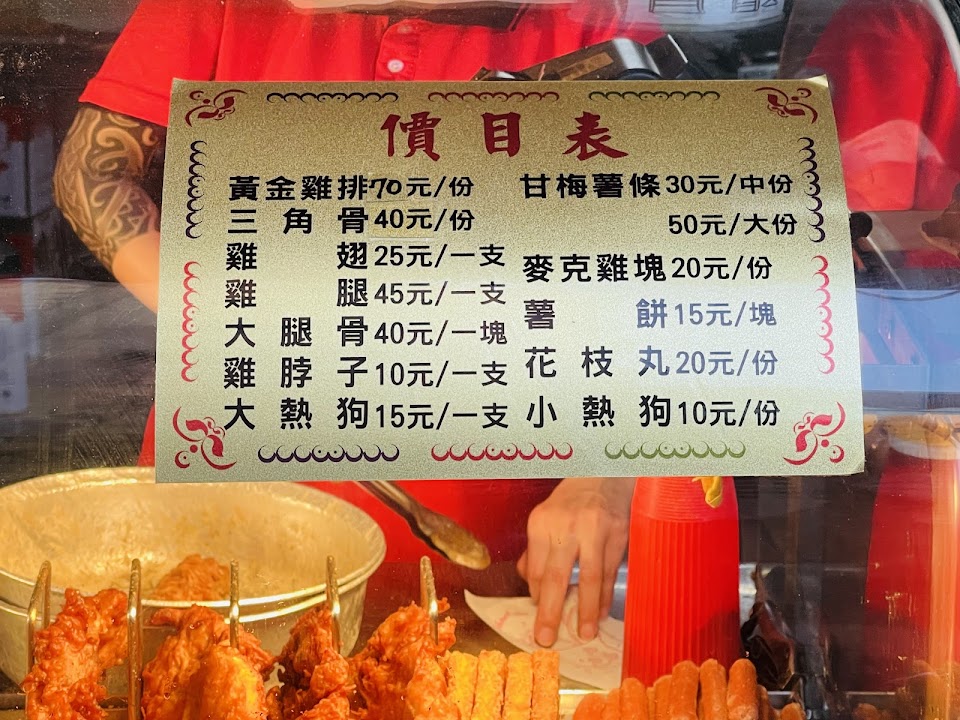 價目表
黃金雞排70元/份
三角骨40元/份
雞翅25元/一支
雞腿45元/一支
大腿骨40元/一塊
雞脖子10元/一支
大熱狗15元/一支
甘梅薯條30元/中份
50元/大份
麥克雞塊20元/份
薯餅15元/塊
花枝丸20元/份
小熱狗10元/份